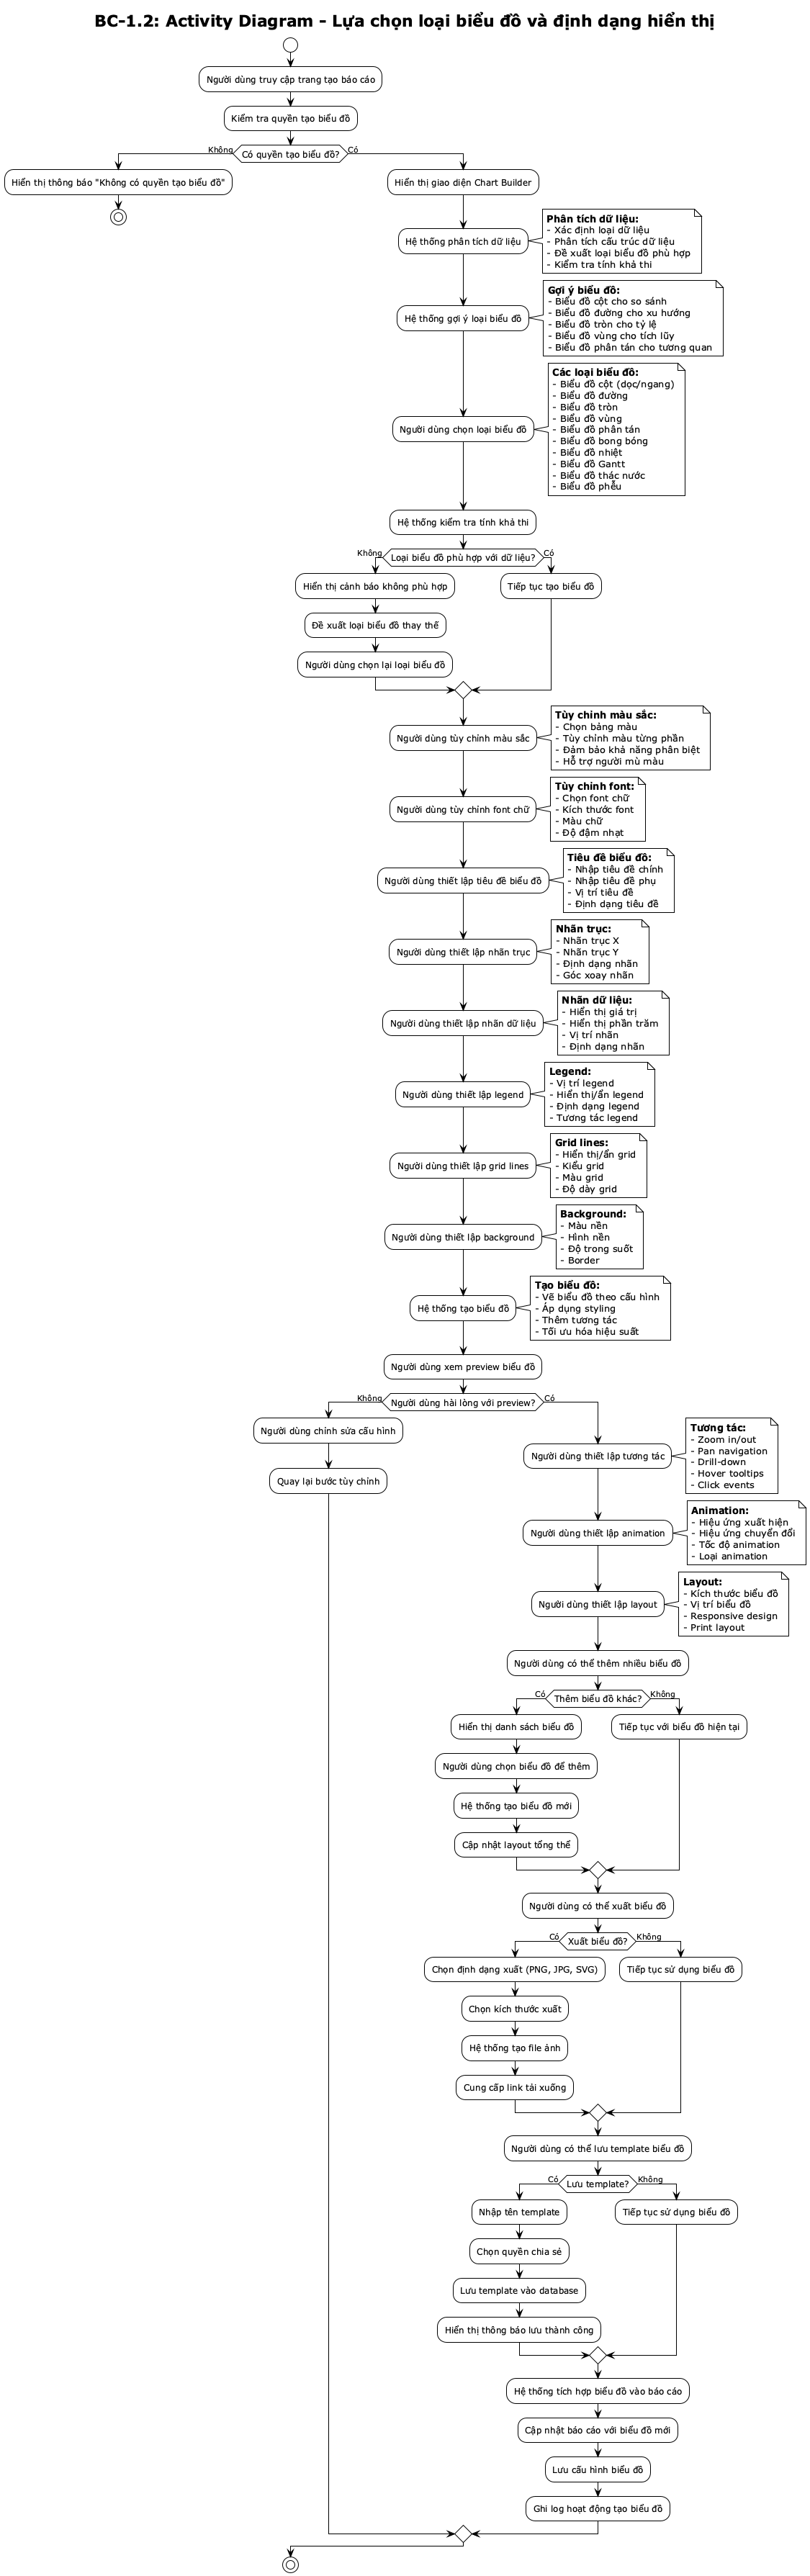 BC-1.2: Activity Diagram - Lựa chọn loại biểu đồ và định dạng hiển thị
Người dùng truy cập trang tạo báo cáo
Kiểm tra quyền tạo biểu đồ
Không
Có quyền tạo biểu đồ?
Có
Hiển thị thông báo "Không có quyền tạo biểu đồ"
Hiển thị giao diện Chart Builder
Hệ thống phân tích dữ liệu
Phân tích dữ liệu:
- Xác định loại dữ liệu
- Phân tích cấu trúc dữ liệu
- Đề xuất loại biểu đồ phù hợp
- Kiểm tra tính khả thi
Hệ thống gợi ý loại biểu đồ
Gợi ý biểu đồ:
- Biểu đồ cột cho so sánh
- Biểu đồ đường cho xu hướng
- Biểu đồ tròn cho tỷ lệ
- Biểu đồ vùng cho tích lũy
- Biểu đồ phân tán cho tương quan
Người dùng chọn loại biểu đồ
Các loại biểu đồ:
- Biểu đồ cột (dọc/ngang)
- Biểu đồ đường
- Biểu đồ tròn
- Biểu đồ vùng
- Biểu đồ phân tán
- Biểu đồ bong bóng
- Biểu đồ nhiệt
- Biểu đồ Gantt
- Biểu đồ thác nước
- Biểu đồ phễu
Hệ thống kiểm tra tính khả thi
Không
Loại biểu đồ phù hợp với dữ liệu?
Có
Hiển thị cảnh báo không phù hợp
Đề xuất loại biểu đồ thay thế
Người dùng chọn lại loại biểu đồ
Tiếp tục tạo biểu đồ
Người dùng tùy chỉnh màu sắc
Tùy chỉnh màu sắc:
- Chọn bảng màu
- Tùy chỉnh màu từng phần
- Đảm bảo khả năng phân biệt
- Hỗ trợ người mù màu
Người dùng tùy chỉnh font chữ
Tùy chỉnh font:
- Chọn font chữ
- Kích thước font
- Màu chữ
- Độ đậm nhạt
Người dùng thiết lập tiêu đề biểu đồ
Tiêu đề biểu đồ:
- Nhập tiêu đề chính
- Nhập tiêu đề phụ
- Vị trí tiêu đề
- Định dạng tiêu đề
Người dùng thiết lập nhãn trục
Nhãn trục:
- Nhãn trục X
- Nhãn trục Y
- Định dạng nhãn
- Góc xoay nhãn
Người dùng thiết lập nhãn dữ liệu
Nhãn dữ liệu:
- Hiển thị giá trị
- Hiển thị phần trăm
- Vị trí nhãn
- Định dạng nhãn
Người dùng thiết lập legend
Legend:
- Vị trí legend
- Hiển thị/ẩn legend
- Định dạng legend
- Tương tác legend
Người dùng thiết lập grid lines
Grid lines:
- Hiển thị/ẩn grid
- Kiểu grid
- Màu grid
- Độ dày grid
Người dùng thiết lập background
Background:
- Màu nền
- Hình nền
- Độ trong suốt
- Border
Hệ thống tạo biểu đồ
Tạo biểu đồ:
- Vẽ biểu đồ theo cấu hình
- Áp dụng styling
- Thêm tương tác
- Tối ưu hóa hiệu suất
Người dùng xem preview biểu đồ
Không
Người dùng hài lòng với preview?
Có
Người dùng chỉnh sửa cấu hình
Quay lại bước tùy chỉnh
Người dùng thiết lập tương tác
Tương tác:
- Zoom in/out
- Pan navigation
- Drill-down
- Hover tooltips
- Click events
Người dùng thiết lập animation
Animation:
- Hiệu ứng xuất hiện
- Hiệu ứng chuyển đổi
- Tốc độ animation
- Loại animation
Người dùng thiết lập layout
Layout:
- Kích thước biểu đồ
- Vị trí biểu đồ
- Responsive design
- Print layout
Người dùng có thể thêm nhiều biểu đồ
Có
Thêm biểu đồ khác?
Không
Hiển thị danh sách biểu đồ
Người dùng chọn biểu đồ để thêm
Hệ thống tạo biểu đồ mới
Cập nhật layout tổng thể
Tiếp tục với biểu đồ hiện tại
Người dùng có thể xuất biểu đồ
Có
Xuất biểu đồ?
Không
Chọn định dạng xuất (PNG, JPG, SVG)
Chọn kích thước xuất
Hệ thống tạo file ảnh
Cung cấp link tải xuống
Tiếp tục sử dụng biểu đồ
Người dùng có thể lưu template biểu đồ
Có
Lưu template?
Không
Nhập tên template
Chọn quyền chia sẻ
Lưu template vào database
Hiển thị thông báo lưu thành công
Tiếp tục sử dụng biểu đồ
Hệ thống tích hợp biểu đồ vào báo cáo
Cập nhật báo cáo với biểu đồ mới
Lưu cấu hình biểu đồ
Ghi log hoạt động tạo biểu đồ